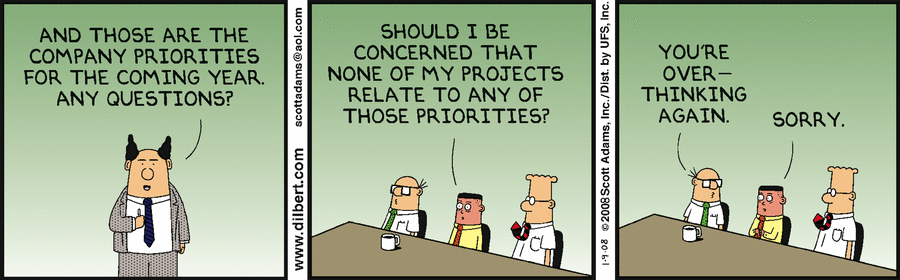 AND THOSE ARE THE
COMPANY PRIORITIES
FOR THE COMING YEAR.
ANY QUESTIONS?
www.dilbert.com
scottadams@aol.com
SHOULD I BE
CONCERNED THAT
NONE OF MY PROJECTS
RELATE TO ANY OF
THOSE PRIORITIES?
1-9-08 © 2008 Scott Adams, Inc./Dist. by UFS, Inc.
YOU'RE
OVER-
THINKING
AGAIN.
SORRY.